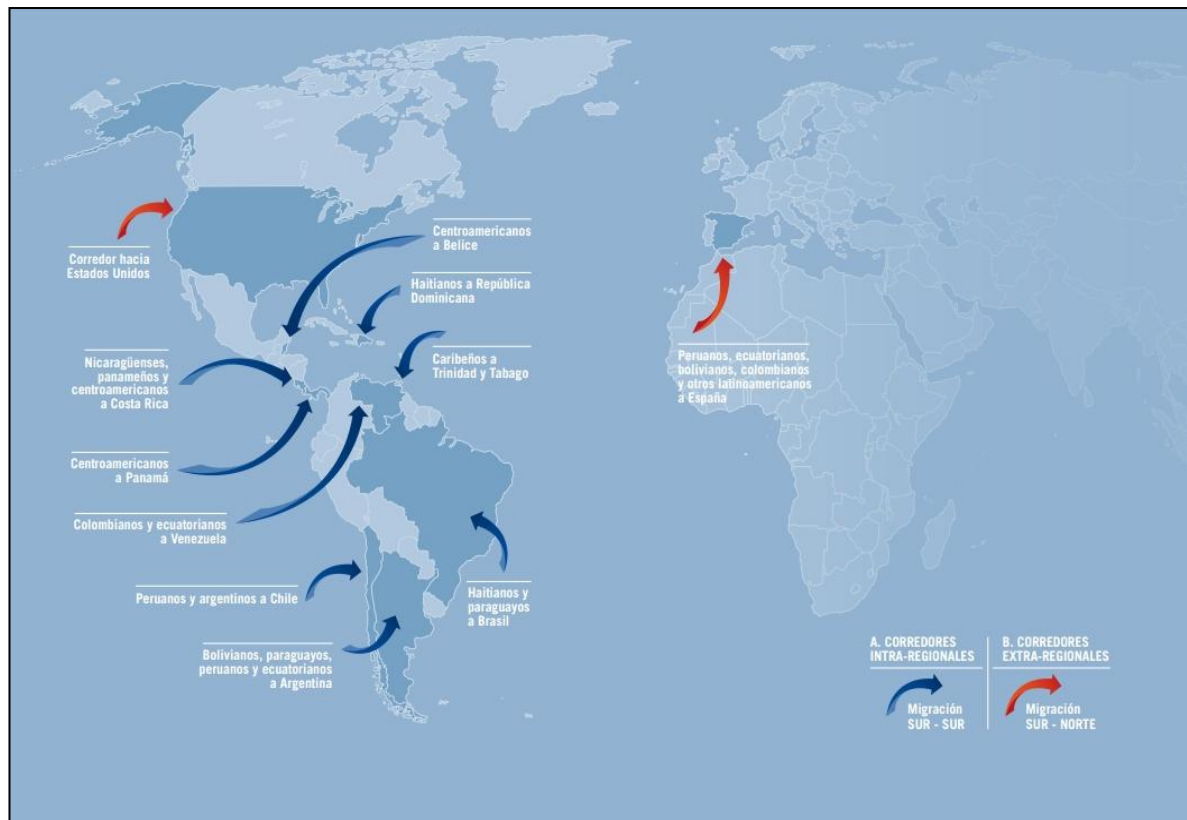 Corredor hacia
Estados Unidos
Centroamericanos
a Belice
Haitianos a República
Dominicana
Caribeños a
Trinidad y Tabago
Nicaragüenses,
panameños y
centroamericanos
a Costa Rica
Centroamericanos
a Panamá
Colombianos y ecuatorianos
a Venezuela
Peruanos y argentinos a Chile
Bolivianos, paraguayos,
peruanos y ecuatorianos
a Argentina
Haitianos y
paraguayos
a Brasil
Peruanos, ecuatorianos,
bolivianos, colombianos
y otros latinoamericanos
a España
A. CORREDORES
INTRA-REGIONALES
Migración
SUR - SUR
B. CORREDORES
EXTRA-REGIONALES
Migración
SUR - NORTE